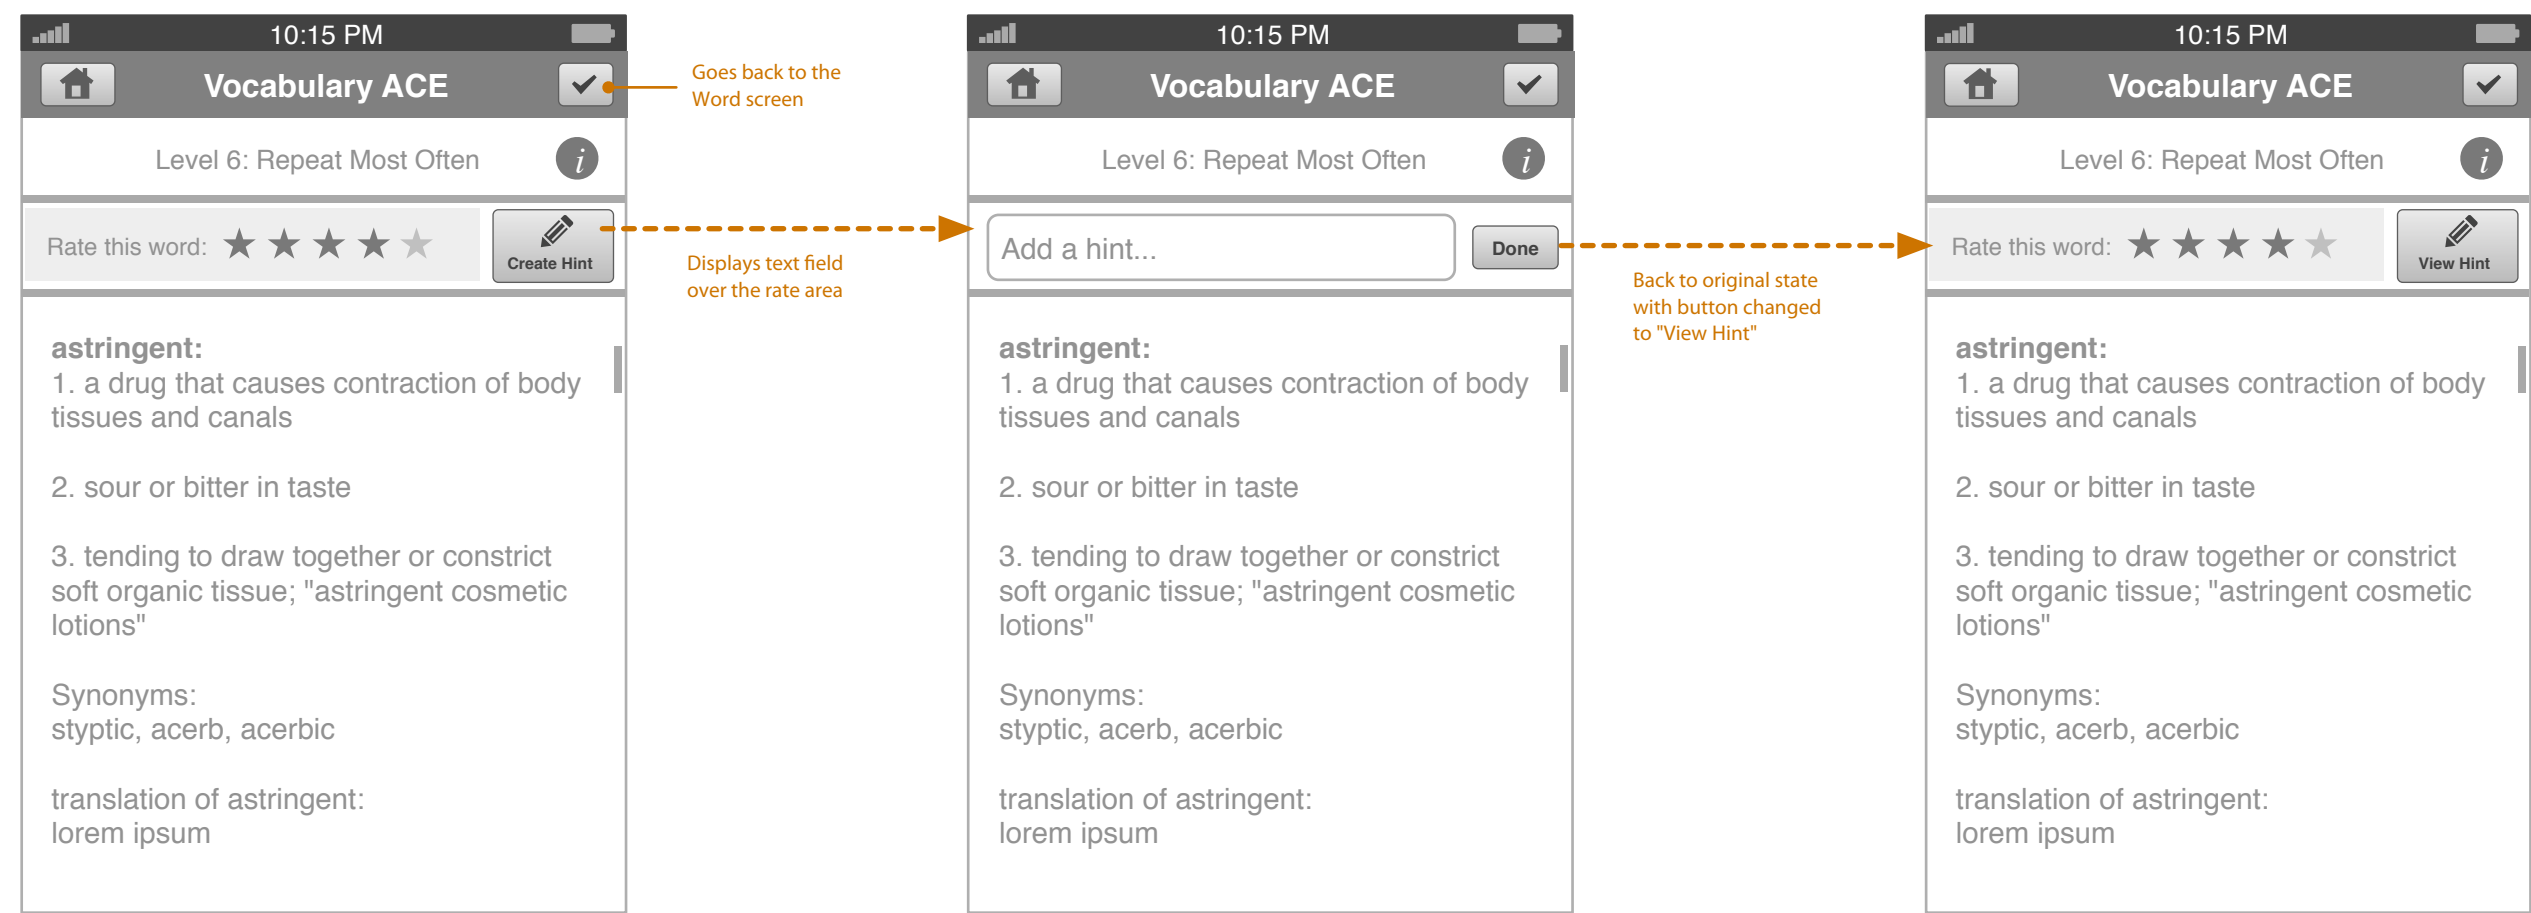 10:15 PM
Vocabulary ACE
Level 6: Repeat Most Often
i
Rate this word:
Create Hint
astringent:
1. a drug that causes contraction of body
tissues and canals
2. sour or bitter in taste
3. tending to draw together or constrict
soft organic tissue; "astringent cosmetic
lotions"
Synonyms:
styptic, acerb, acerbic
translation of astringent:
lorem ipsum
Goes back to the
Word screen
Displays text field
over the rate area
10:15 PM
Vocabulary ACE
Level 6: Repeat Most Often
i
Add a hint...
Done
astringent:
1. a drug that causes contraction of body
tissues and canals
2. sour or bitter in taste
3. tending to draw together or constrict
soft organic tissue; "astringent cosmetic
lotions"
Synonyms:
styptic, acerb, acerbic
translation of astringent:
lorem ipsum
Back to original state
with button changed
to "View Hint"
10:15 PM
Vocabulary ACE
Level 6: Repeat Most Often
i
Rate this word:
View Hint
astringent:
1. a drug that causes contraction of body
tissues and canals
2. sour or bitter in taste
3. tending to draw together or constrict
soft organic tissue; "astringent cosmetic
lotions"
Synonyms:
styptic, acerb, acerbic
translation of astringent:
lorem ipsum